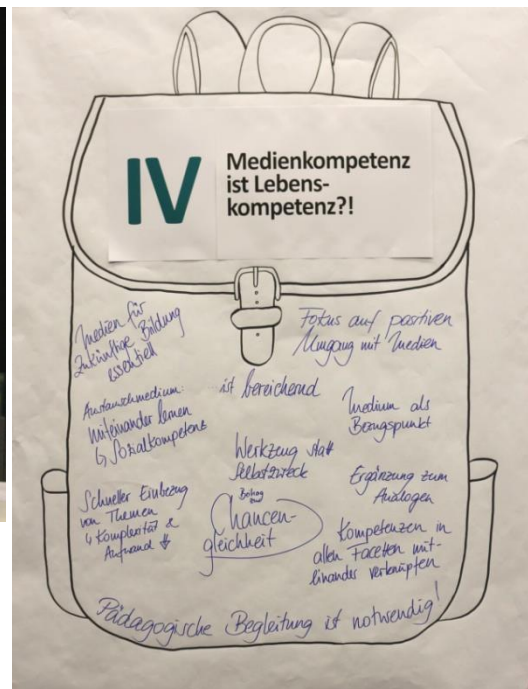 IV
Medienkompetenz
ist Lebens-
kompetenz?!
Medien für
zukünftige Bildung
essentiell
Fokus auf positiven
Umgang mit Medien
ist bereichernd
Austauschmedium:
Miteinander lernen
↳ Sozialkompetenz
Medium als
Bezugspunkt
Werkzeug statt
Selbstzweck
Ergänzung zum
Analogen
Schneller Einbezug
von Themen
↳ Komplexität &
Aufwand
Beitrag
Chancen-
gleichheit
Kompetenzen in
allen Facetten mit-
einander verknüpfen
Pädagogische Begleitung ist notwendig!